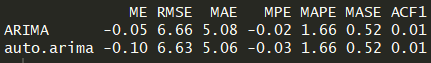 ME RMSE MAE MPE MAPE MASE ACF1
ARIMA -0.05 6.66 5.08 -0.02 1.66 0.52 0.01
auto.arima -0.10 6.63 5.06 -0.03 1.66 0.52 0.01